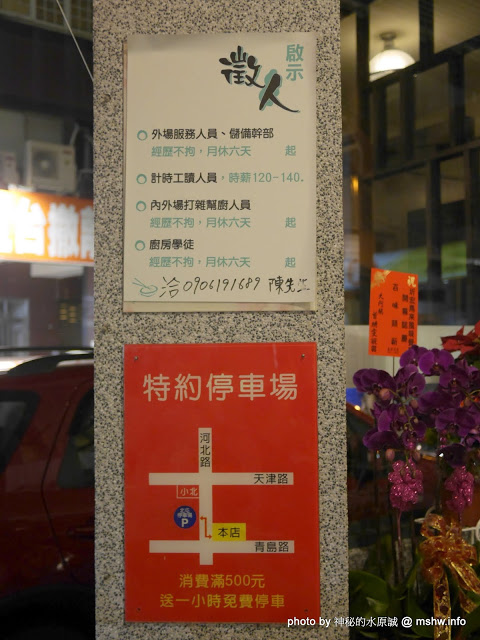 啟示
徵人
外場服務人員、儲備幹部
經歷不拘，月休六天 起
計時工讀人員，時薪120-140.
內外場打雜幫廚人員
經歷不拘，月休六天 起
廚房學徒
經歷不拘，月休六天 起
洽0906191689 陳先生
特約停車場
河北路
天津路
小北
P
本店
青島路
消費滿500元
送一小時免費停車
祝
photo by 神秘的水原誠 @ mshw.info